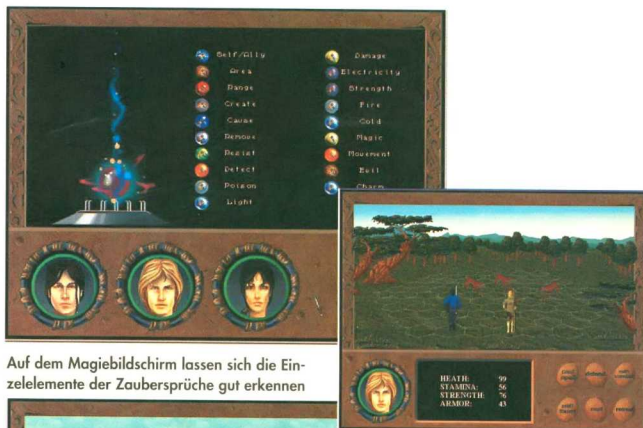 Self/Ally
Area
Range
Create
Cause
Remove
Resist
Detect
Poison
Light
Damage
Electricity
Strength
Fire
Cold
Magic
Movement
Evil
Charm
Auf dem Magiebildschirm lassen sich die Ein-
zelelemente der Zaubersprüche gut erkennen
HEATH: 99
STAMINA: 56
STRENGTH: 76
ARMOR: 43